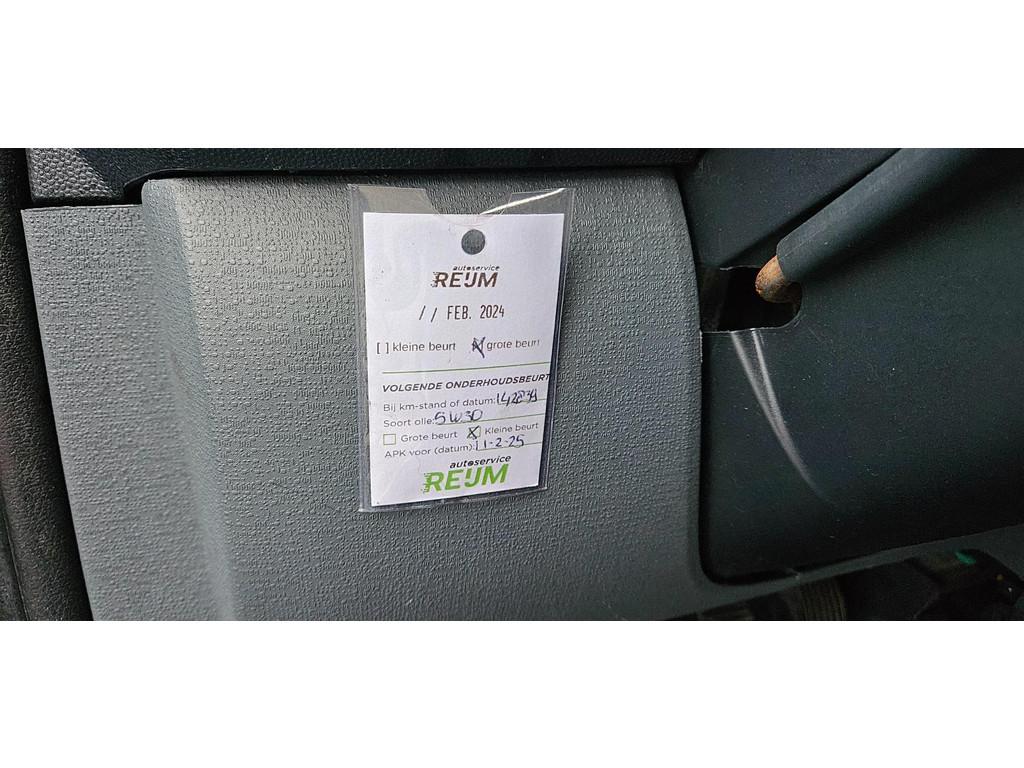 autoservice
REIJM
// FEB. 2024
[ ] kleine beurt [X] grote beurt
VOLGENDE ONDERHOUDSBEURT
Bij km-stand of datum:
Soort olie: 5W30
Grote beurt X Kleine beurt
APK voor (datum): 11-2-25
autoservice
REIJM